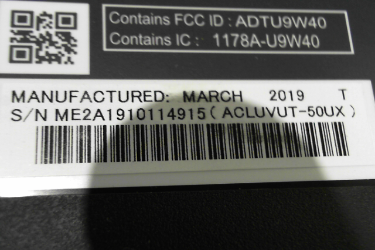 Contains FCC ID : ADTU9W40
Contains IC : 1178A-U9W40
MANUFACTURED: MARCH 2019 T
S/N ME2A1910114915 ( ACLUVUT-50UX )